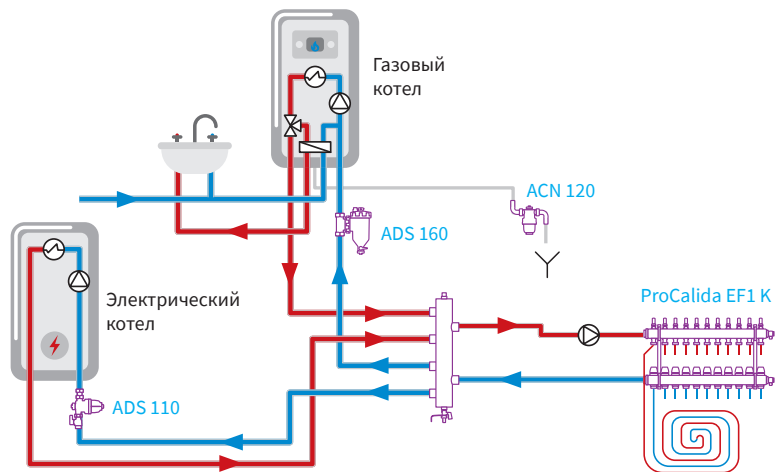 Газовый
котел
ACN 120
ADS 160
ProCalida EF1 K
Электрический
котел
ADS 110